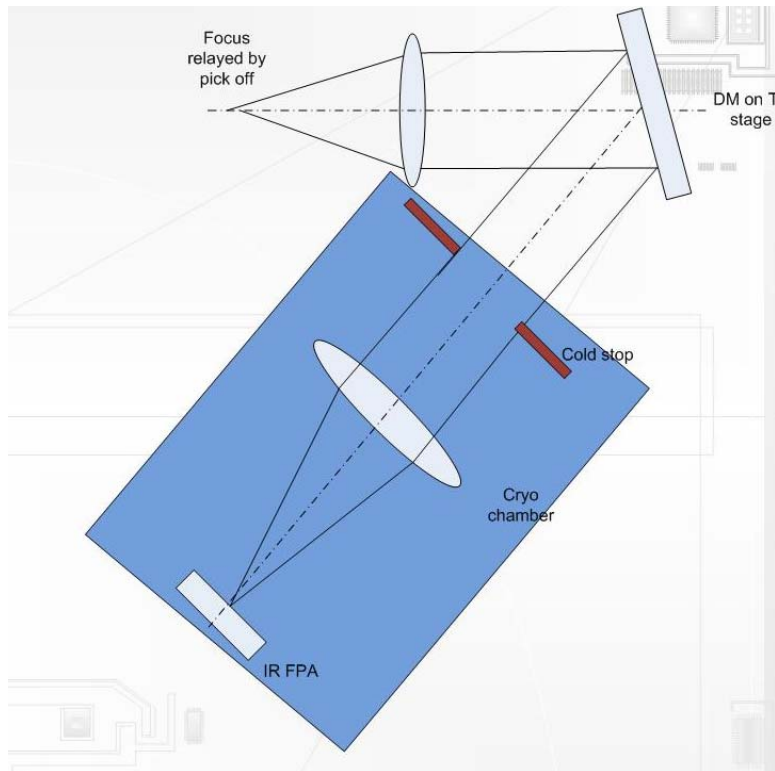 Focus
relayed by
pick off
DM on T
stage
Cold stop
Cryo
chamber
IR FPA